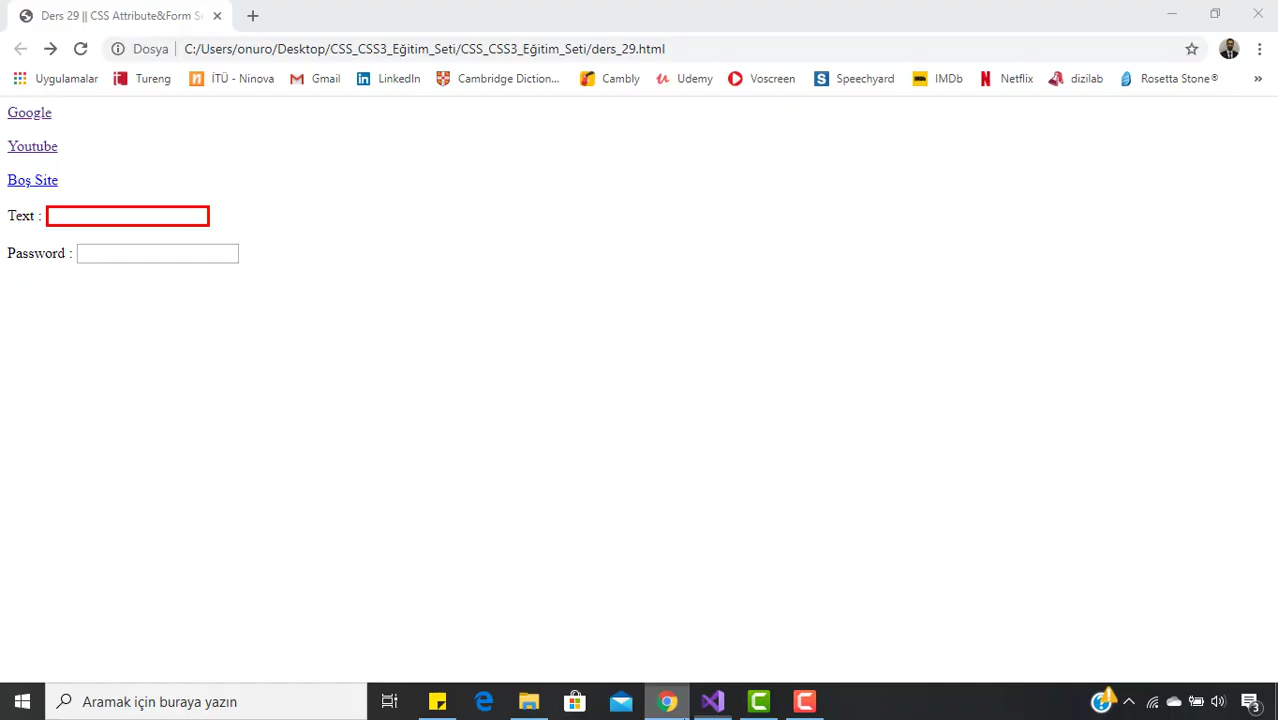 Ders 29 || CSS Attribute&Form Se
Dosya C:/Users/onuro/Desktop/CSS_CSS3_Eğitim_Seti/CSS_CSS3_Eğitim_Seti/ders_29.html
Uygulamalar Tureng İTÜ - Ninova Gmail LinkedIn Cambridge Diction... Cambly Udemy Voscreen Speechyard IMDb Netflix dizilab Rosetta Stone® »
Google
Youtube
Boş Site
Text :
Password :
Aramak için buraya yazın
3